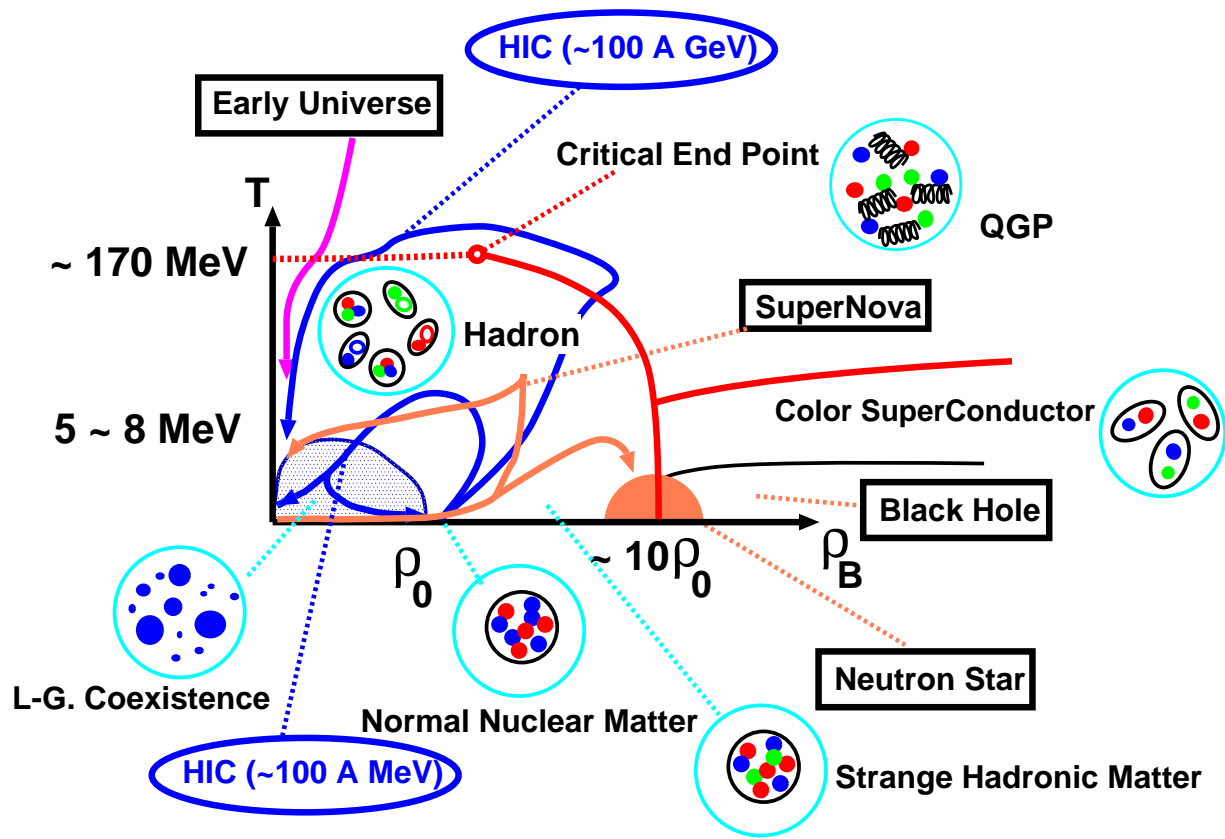 HIC (~100 A GeV)
Early Universe
Critical End Point
T
QGP
~ 170 MeV
SuperNova
Hadron
Color SuperConductor
5 ~ 8 MeV
Black Hole
ρ0
~ 10ρ0
ρB
Neutron Star
L-G. Coexistence
Normal Nuclear Matter
HIC (~100 A MeV)
Strange Hadronic Matter